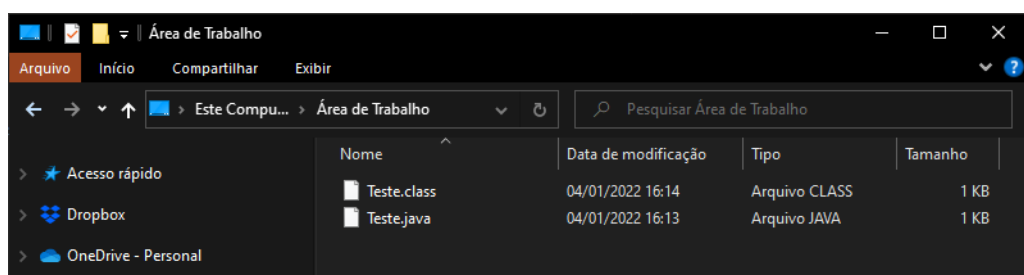 Área de Trabalho
Arquivo Início Compartilhar Exibir
Este Compu... Área de Trabalho Pesquisar Área de Trabalho
Nome Data de modificação Tipo Tamanho
Acesso rápido
Teste.class 04/01/2022 16:14 Arquivo CLASS 1 KB
Dropbox
Teste.java 04/01/2022 16:13 Arquivo JAVA 1 KB
OneDrive - Personal